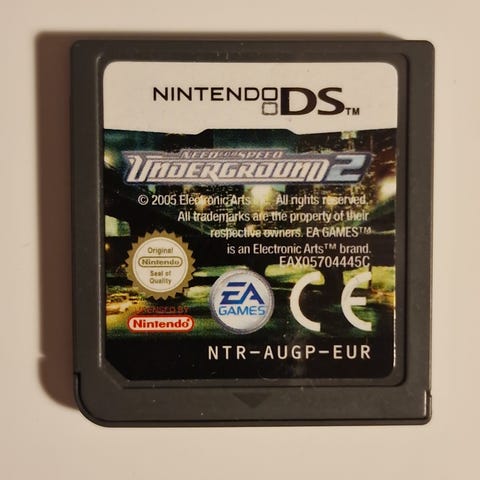 NINTENDO DS™
NEED FOR SPEED
UNDERGROUND 2
© 2005 Electronic Arts Inc. All rights reserved.
All trademarks are the property of their
respective owners. EA GAMES™
is an Electronic Arts™ brand.
EAX05704445C
Original
Nintendo
Seal of
Quality
LICENSED BY
Nintendo
EA
GAMES
CE
NTR-AUGP-EUR